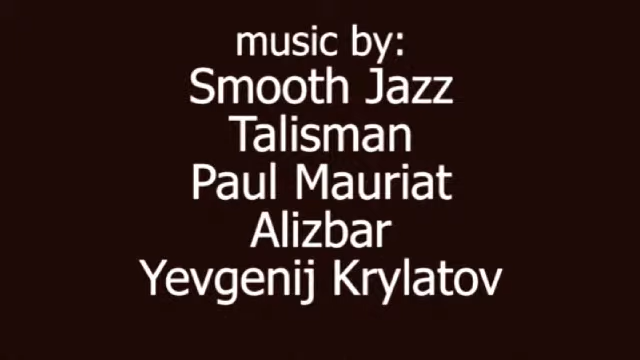 music by:
Smooth Jazz
Talisman
Paul Mauriat
Alizbar
Yevgenij Krylatov